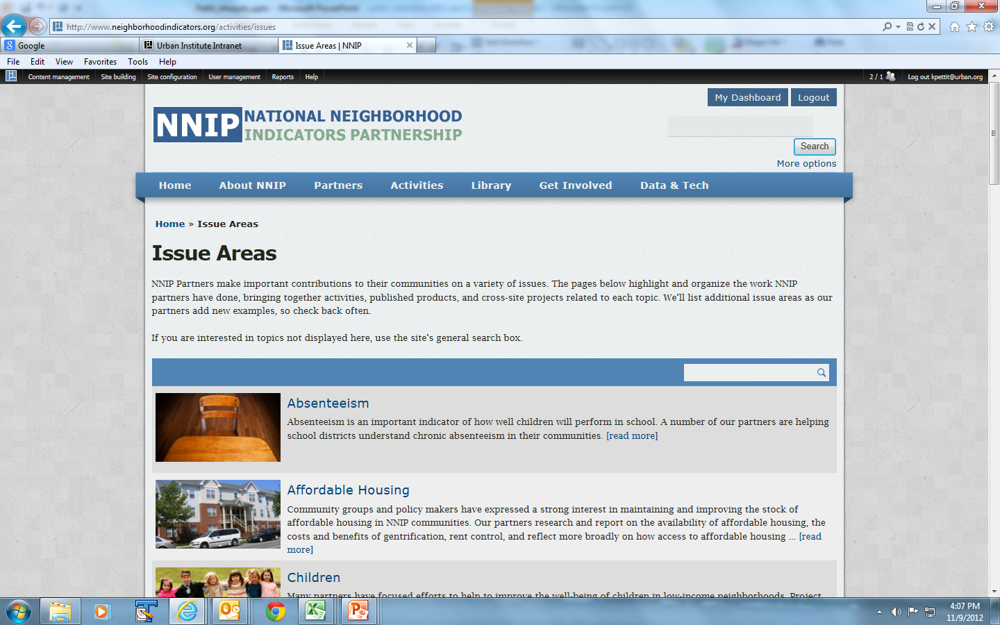 http://www.neighborhoodindicators.org/activities/issues
Google
Urban Institute Intranet
Issue Areas | NNIP
File Edit View Favorites Tools Help
Content management Site building Site configuration User management Reports Help
2 / 1 Log out kpettit@urban.org
My Dashboard Logout
NNIP NATIONAL NEIGHBORHOOD
INDICATORS PARTNERSHIP
Search
More options
Home About NNIP Partners Activities Library Get Involved Data & Tech
Home » Issue Areas
Issue Areas
NNIP Partners make important contributions to their communities on a variety of issues. The pages below highlight and organize the work NNIP
partners have done, bringing together activities, published products, and cross-site projects related to each topic. We'll list additional issue areas as our
partners add new examples, so check back often.
If you are interested in topics not displayed here, use the site's general search box.
Absenteeism
Absenteeism is an important indicator of how well children will perform in school. A number of our partners are helping
school districts understand chronic absenteeism in their communities. [read more]
Affordable Housing
Community groups and policy makers have expressed a strong interest in maintaining and improving the stock of
affordable housing in NNIP communities. Our partners research and report on the availability of affordable housing, the
costs and benefits of gentrification, rent control, and reflect more broadly on how access to affordable housing ... [read
more]
Children
Many partners have focused efforts to help to improve the well-being of children in low-income neighborhoods. Project
4:07 PM
11/9/2012